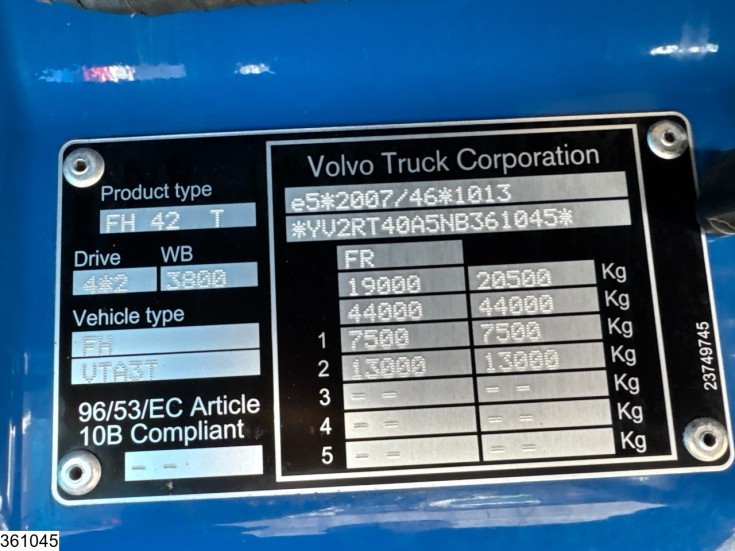 Product type
FH 42 T
Drive WB
4*2 3800
Vehicle type
FH
VTA3T
96/53/EC Article
10B Compliant
- -
Volvo Truck Corporation
e5*2007/46*1013
*YV2RT40A5NB361045*
FR
19000 20500 Kg
44000 44000 Kg
1 7500 7500 Kg
2 13000 13000 Kg
3 - - - - Kg
4 - - - - Kg
5 = = = = Kg
23749745
361045